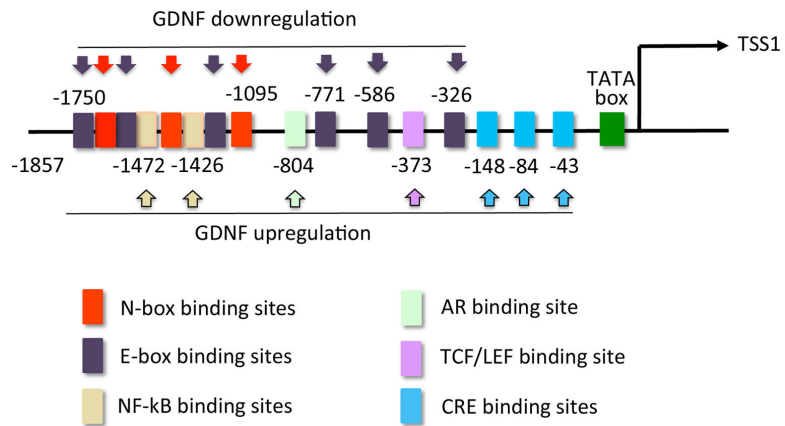 GDNF downregulation
TSS1
TATA
box
-1750
-1095
-771
-586
-326
-1857
-1472
-1426
-804
-373
-148
-84
-43
GDNF upregulation
N-box binding sites
AR binding site
E-box binding sites
TCF/LEF binding site
NF-kB binding sites
CRE binding sites